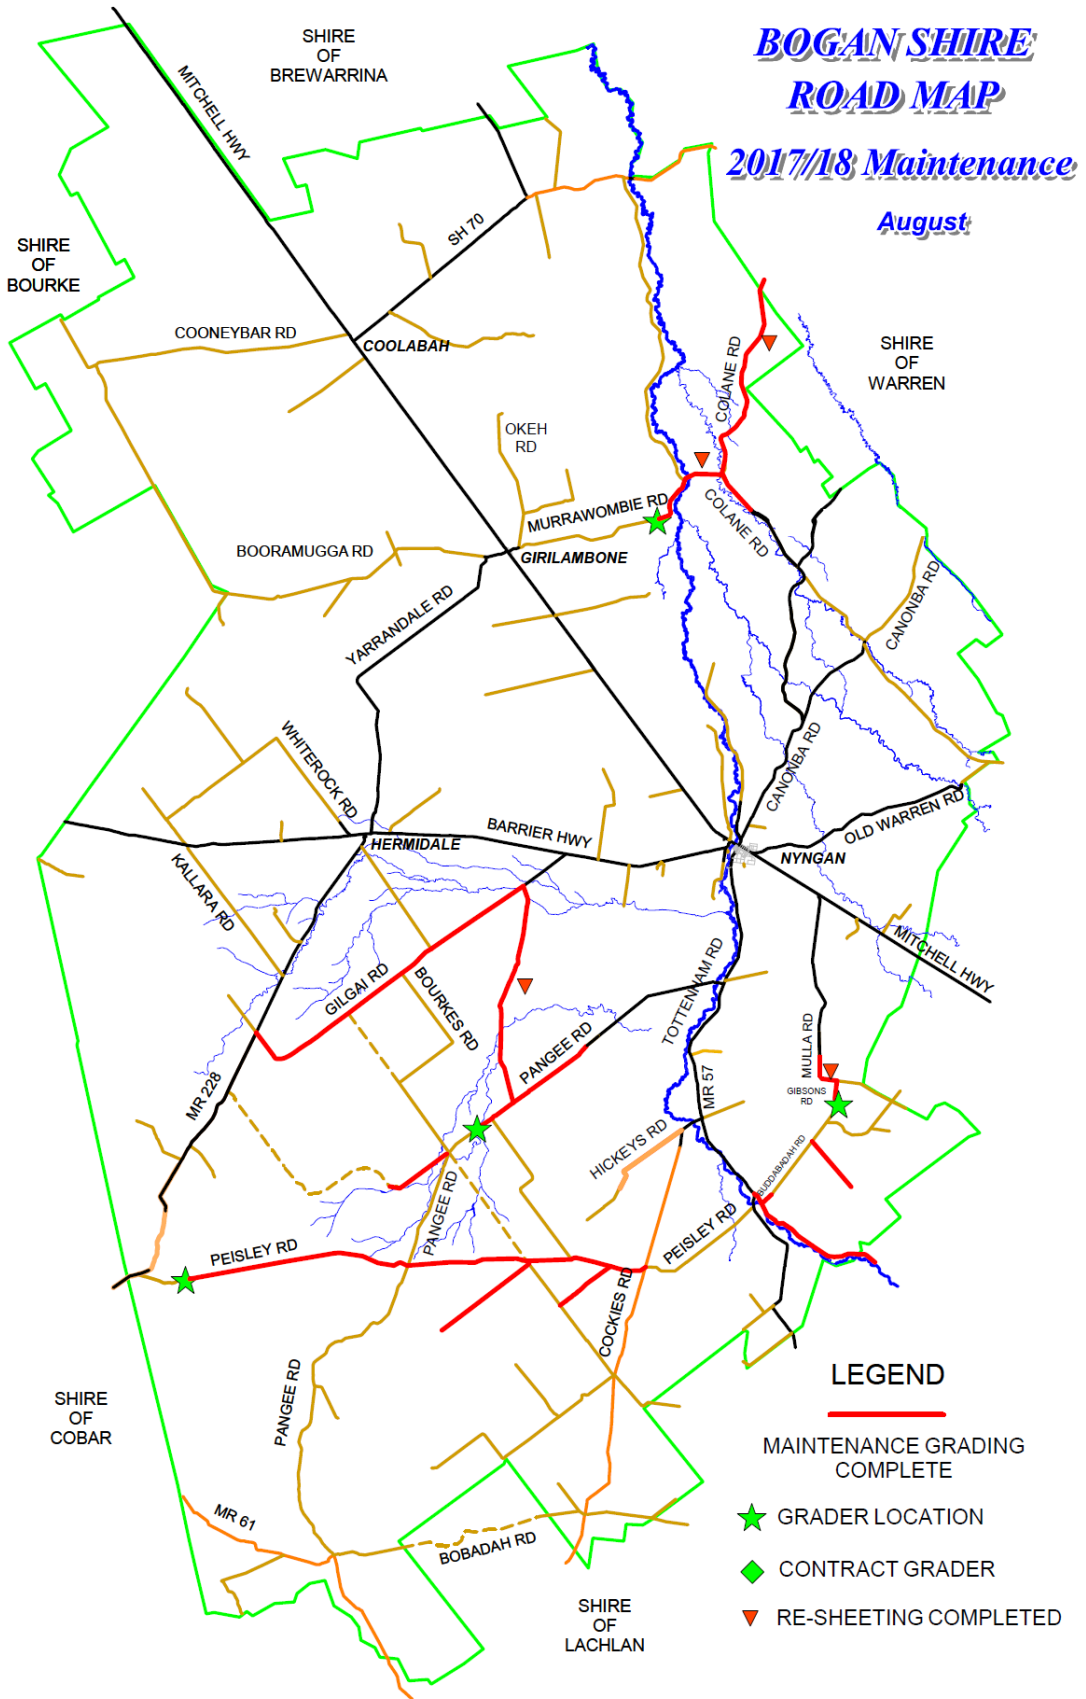 BOGAN SHIRE
ROAD MAP
2017/18 Maintenance
August
SHIRE
OF
BREWARRINA
MITCHELL HWY
SH 70
SHIRE
OF
BOURKE
COONEYBAR RD
COOLABAH
SHIRE
OF
WARREN
COLANE RD
OKEH
RD
MURRAWOMBIE RD
COLANE RD
BOORAMUGGA RD
GIRILAMBONE
CANONBA RD
YARRANDALE RD
WHITEROCK RD
CANONBA RD
BARRIER HWY
OLD WARREN RD
HERMIDALE
NYNGAN
KALLARA RD
MITCHELL HWY
GILGAI RD
BOURKES RD
TOTTENHAM RD
PANGEE RD
MULLA RD
MR 228
MR 57
GIBSONS
RD
HICKEYS RD
BUDDABADAH RD
PANGEE RD
PEISLEY RD
PEISLEY RD
COCKIES RD
PANGEE RD
SHIRE
OF
COBAR
MR 61
BOBADAH RD
SHIRE
OF
LACHLAN
LEGEND
MAINTENANCE GRADING
COMPLETE
GRADER LOCATION
CONTRACT GRADER
RE-SHEETING COMPLETED